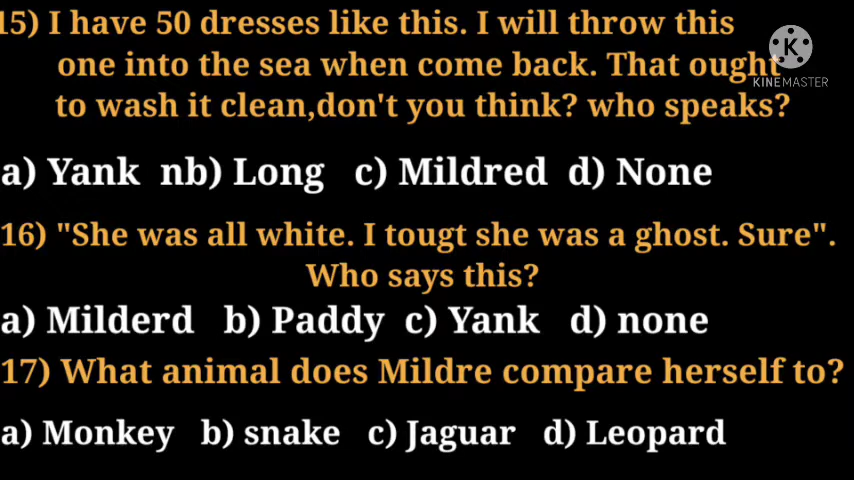 15) I have 50 dresses like this. I will throw this
one into the sea when come back. That ought
to wash it clean,don't you think? who speaks?
KINEMASTER
a) Yank nb) Long c) Mildred d) None
16) "She was all white. I tougt she was a ghost. Sure".
Who says this?
a) Milderd b) Paddy c) Yank d) none
17) What animal does Mildre compare herself to?
a) Monkey b) snake c) Jaguar d) Leopard